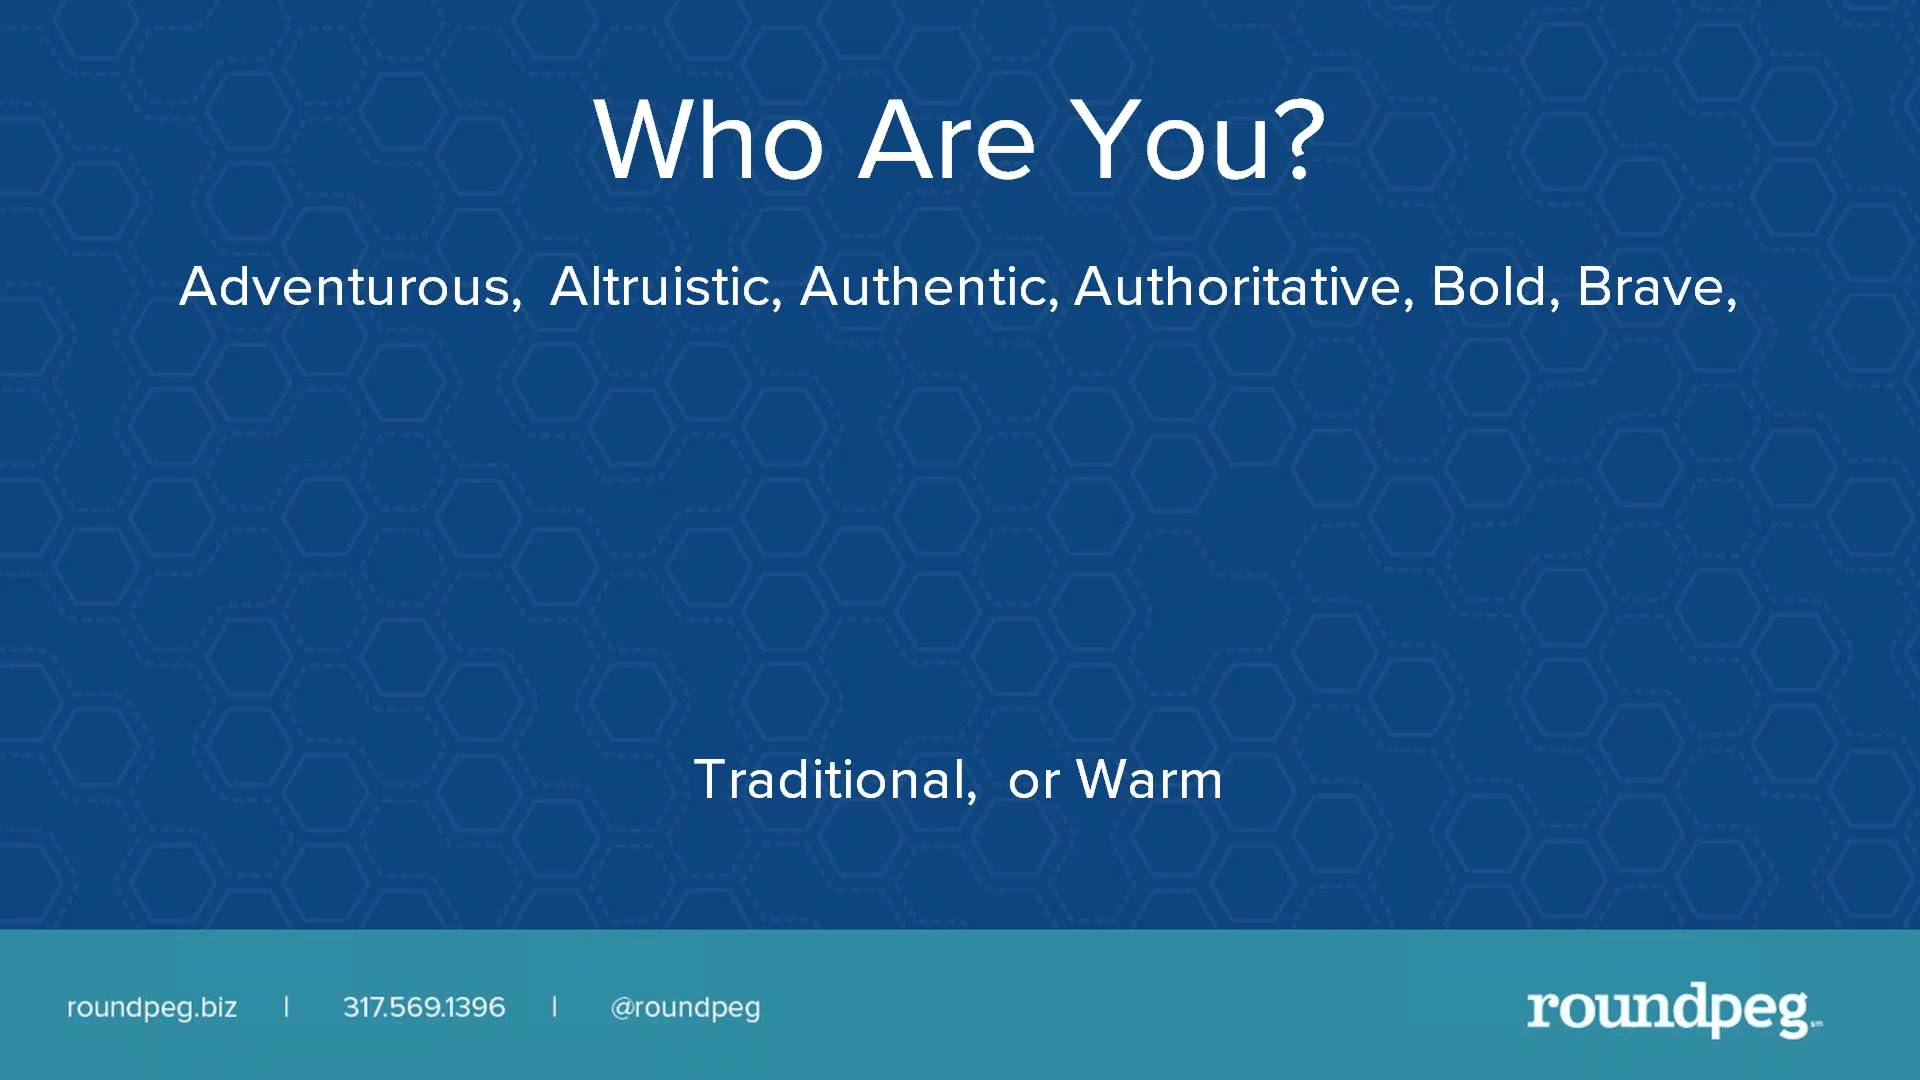 Who Are You?
Adventurous, Altruistic, Authentic, Authoritative, Bold, Brave,
Traditional, or Warm
roundpeg.biz | 317.569.1396 | @roundpeg
roundpeg sm